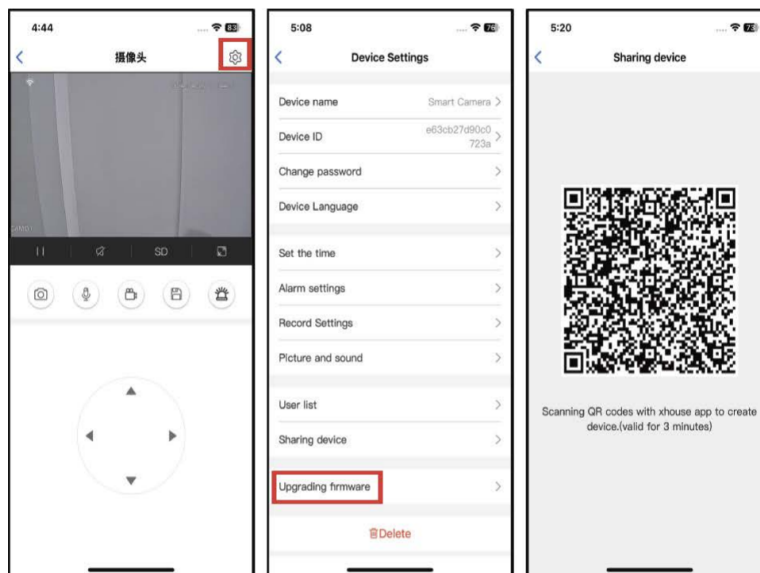 4:44
83
摄像头
CAM01
SD
5:08
Device Settings
Device name
Smart Camera
Device ID
e63cb27d90c0
723a
Change password
Device Language
Set the time
Alarm settings
Record Settings
Picture and sound
User list
Sharing device
Upgrading firmware
Delete
5:20
Sharing device
Scanning QR codes with xhouse app to create
device.(valid for 3 minutes)